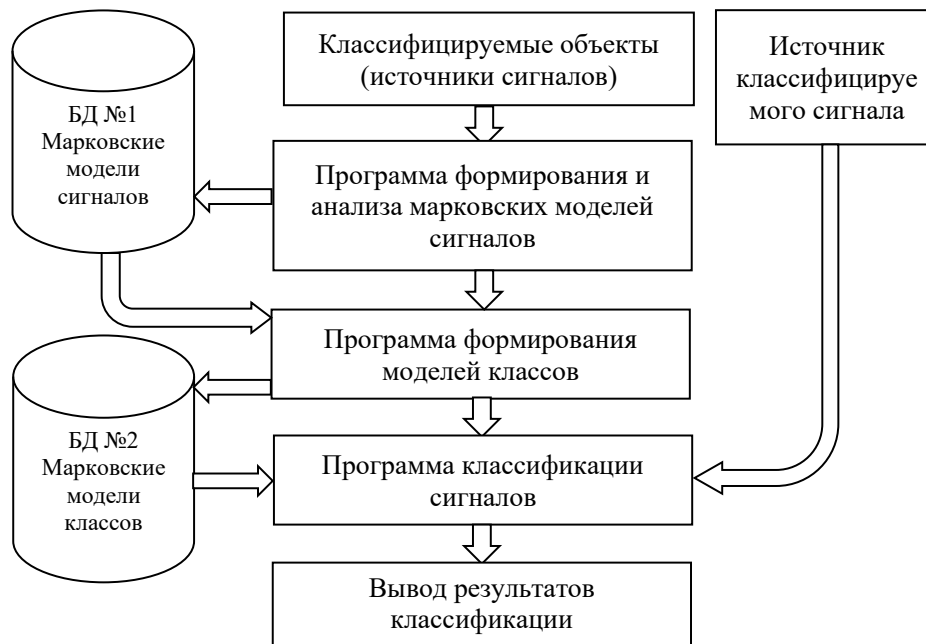 БД №1
Марковские
модели
сигналов
Классифицируемые объекты
(источники сигналов)
Источник
классифицируе
мого сигнала
Программа формирования и
анализа марковских моделей
сигналов
Программа формирования
моделей классов
БД №2
Марковские
модели
классов
Программа классификации
сигналов
Вывод результатов
классификации